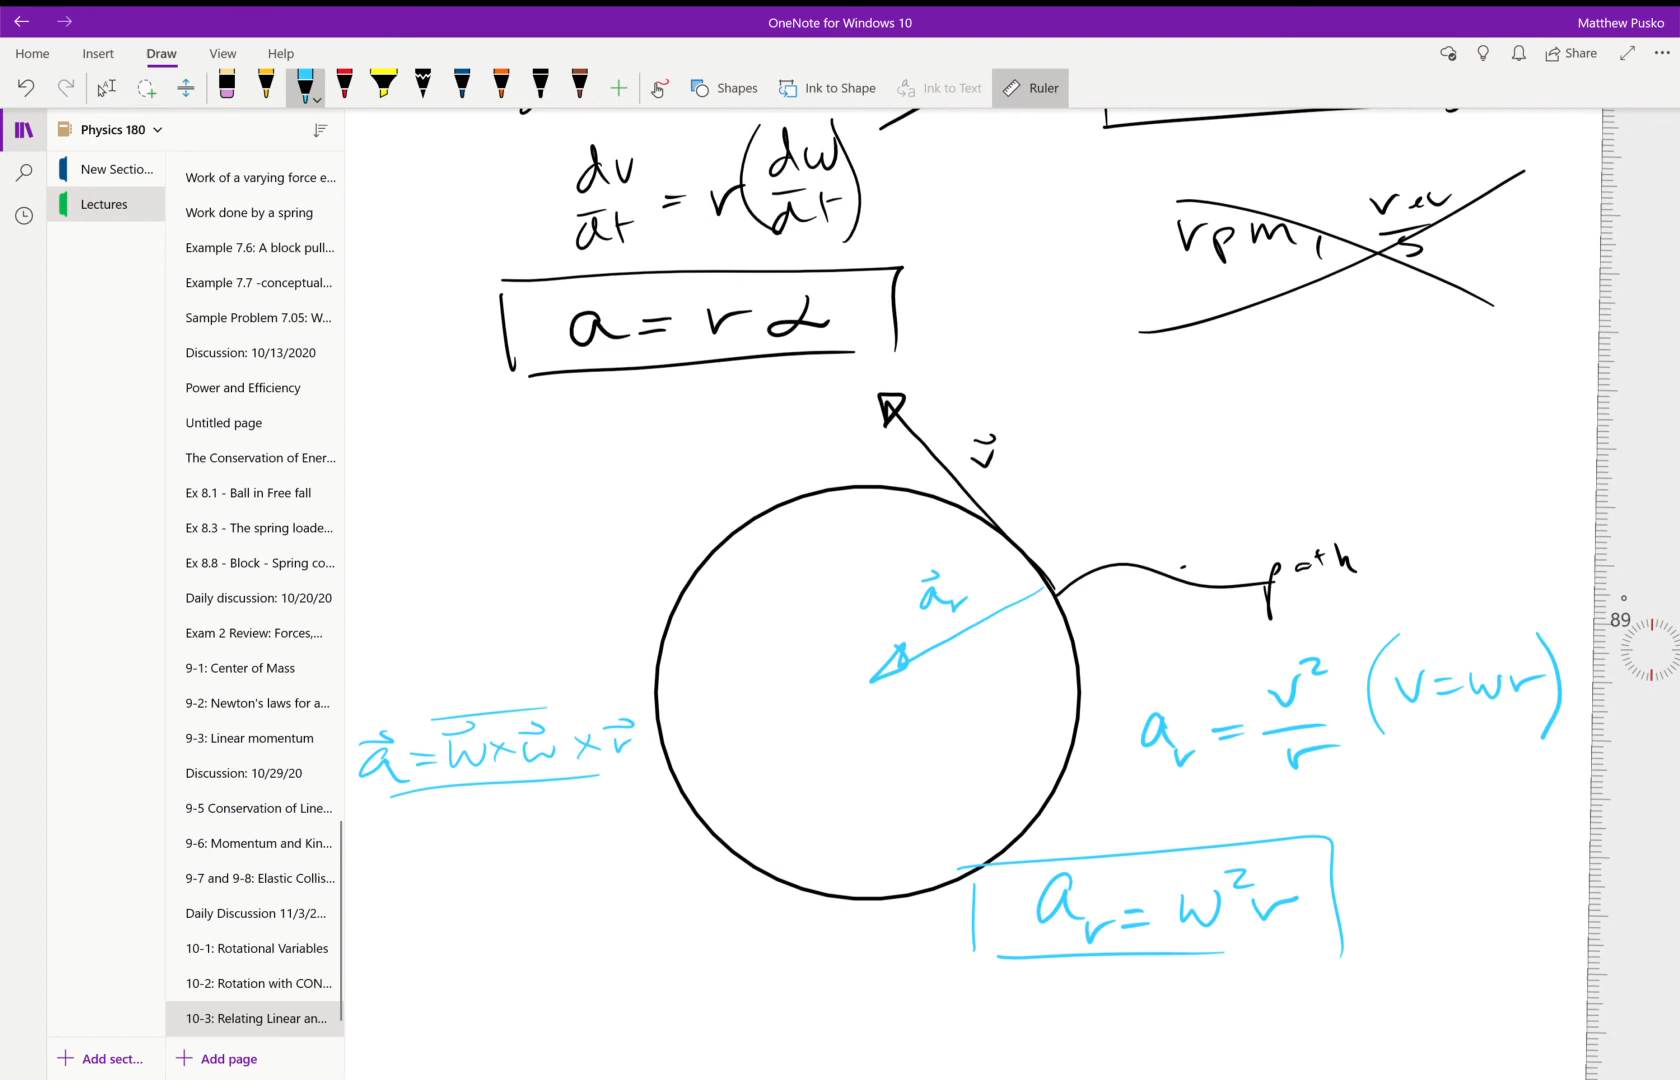 OneNote for Windows 10
Matthew Pusko
Home Insert Draw View Help
Share
Shapes Ink to Shape Ink to Text Ruler
Physics 180
New Sectio...
Lectures
Work of a varying force e...
Work done by a spring
Example 7.6: A block pull...
Example 7.7 -conceptual...
Sample Problem 7.05: W...
Discussion: 10/13/2020
Power and Efficiency
Untitled page
The Conservation of Ener...
Ex 8.1 - Ball in Free fall
Ex 8.3 - The spring loade...
Ex 8.8 - Block - Spring co...
Daily discussion: 10/20/20
Exam 2 Review: Forces,...
9-1: Center of Mass
9-2: Newton's laws for a...
9-3: Linear momentum
Discussion: 10/29/20
9-5 Conservation of Line...
9-6: Momentum and Kin...
9-7 and 9-8: Elastic Collis...
Daily Discussion 11/3/2...
10-1: Rotational Variables
10-2: Rotation with CON...
10-3: Relating Linear an...
Add sect...
Add page
dv/dt = r(dω/dt)
a = r α
rpm, rev/s
v⃗
path
a⃗ᵣ
89°
aᵣ = v²/r (v = ωr)
a⃗ = ω⃗ × ω⃗ × r⃗
aᵣ = ω²r